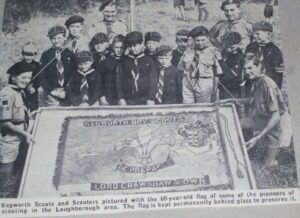 KEGWORTH BOY SCOUTS
BE PREPARED
LORD CRAWSHAW'S OWN
Kegworth Scouts and Scouters pictured with the 60-year-old flag of some of the pioneers of
scouting in the Loughborough area. The flag is kept permanently behind glass to preserve it.